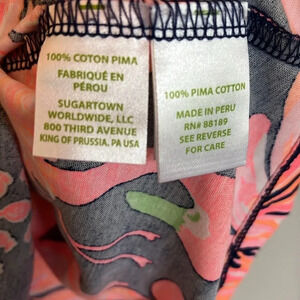 100% COTON PIMA
FABRIQUÉ EN
PÉROU
SUGARTOWN
WORLDWIDE, LLC
800 THIRD AVENUE
KING OF PRUSSIA, PA USA
100% PIMA COTTON
MADE IN PERU
RN# 88189
SEE REVERSE
FOR CARE